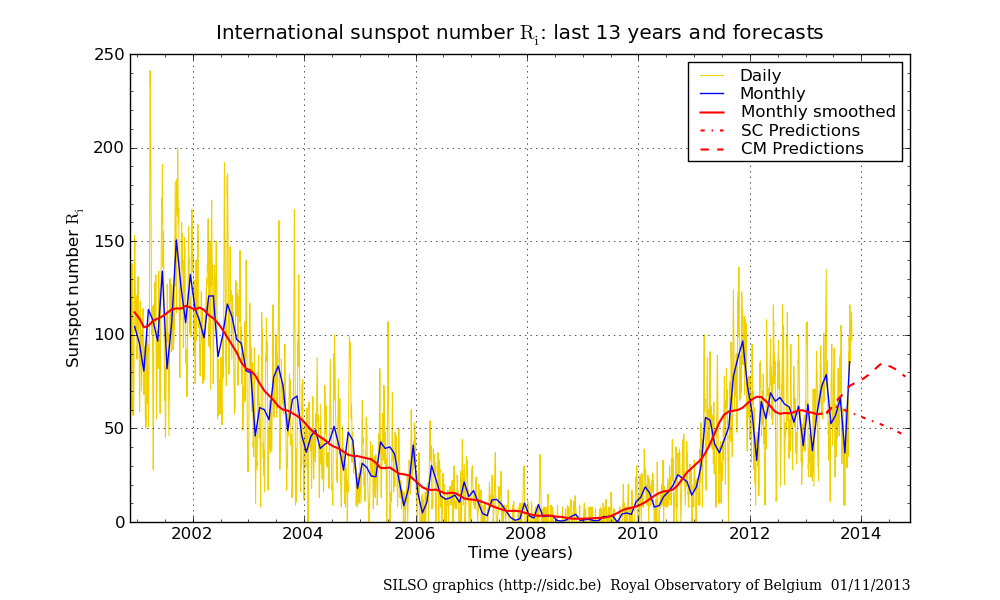 International sunspot number Ri: last 13 years and forecasts
250
200
150
100
50
0
Sunspot number Ri
Daily
Monthly
Monthly smoothed
SC Predictions
CM Predictions
2002 2004 2006 2008 2010 2012 2014
Time (years)
SILSO graphics (http://sidc.be) Royal Observatory of Belgium 01/11/2013